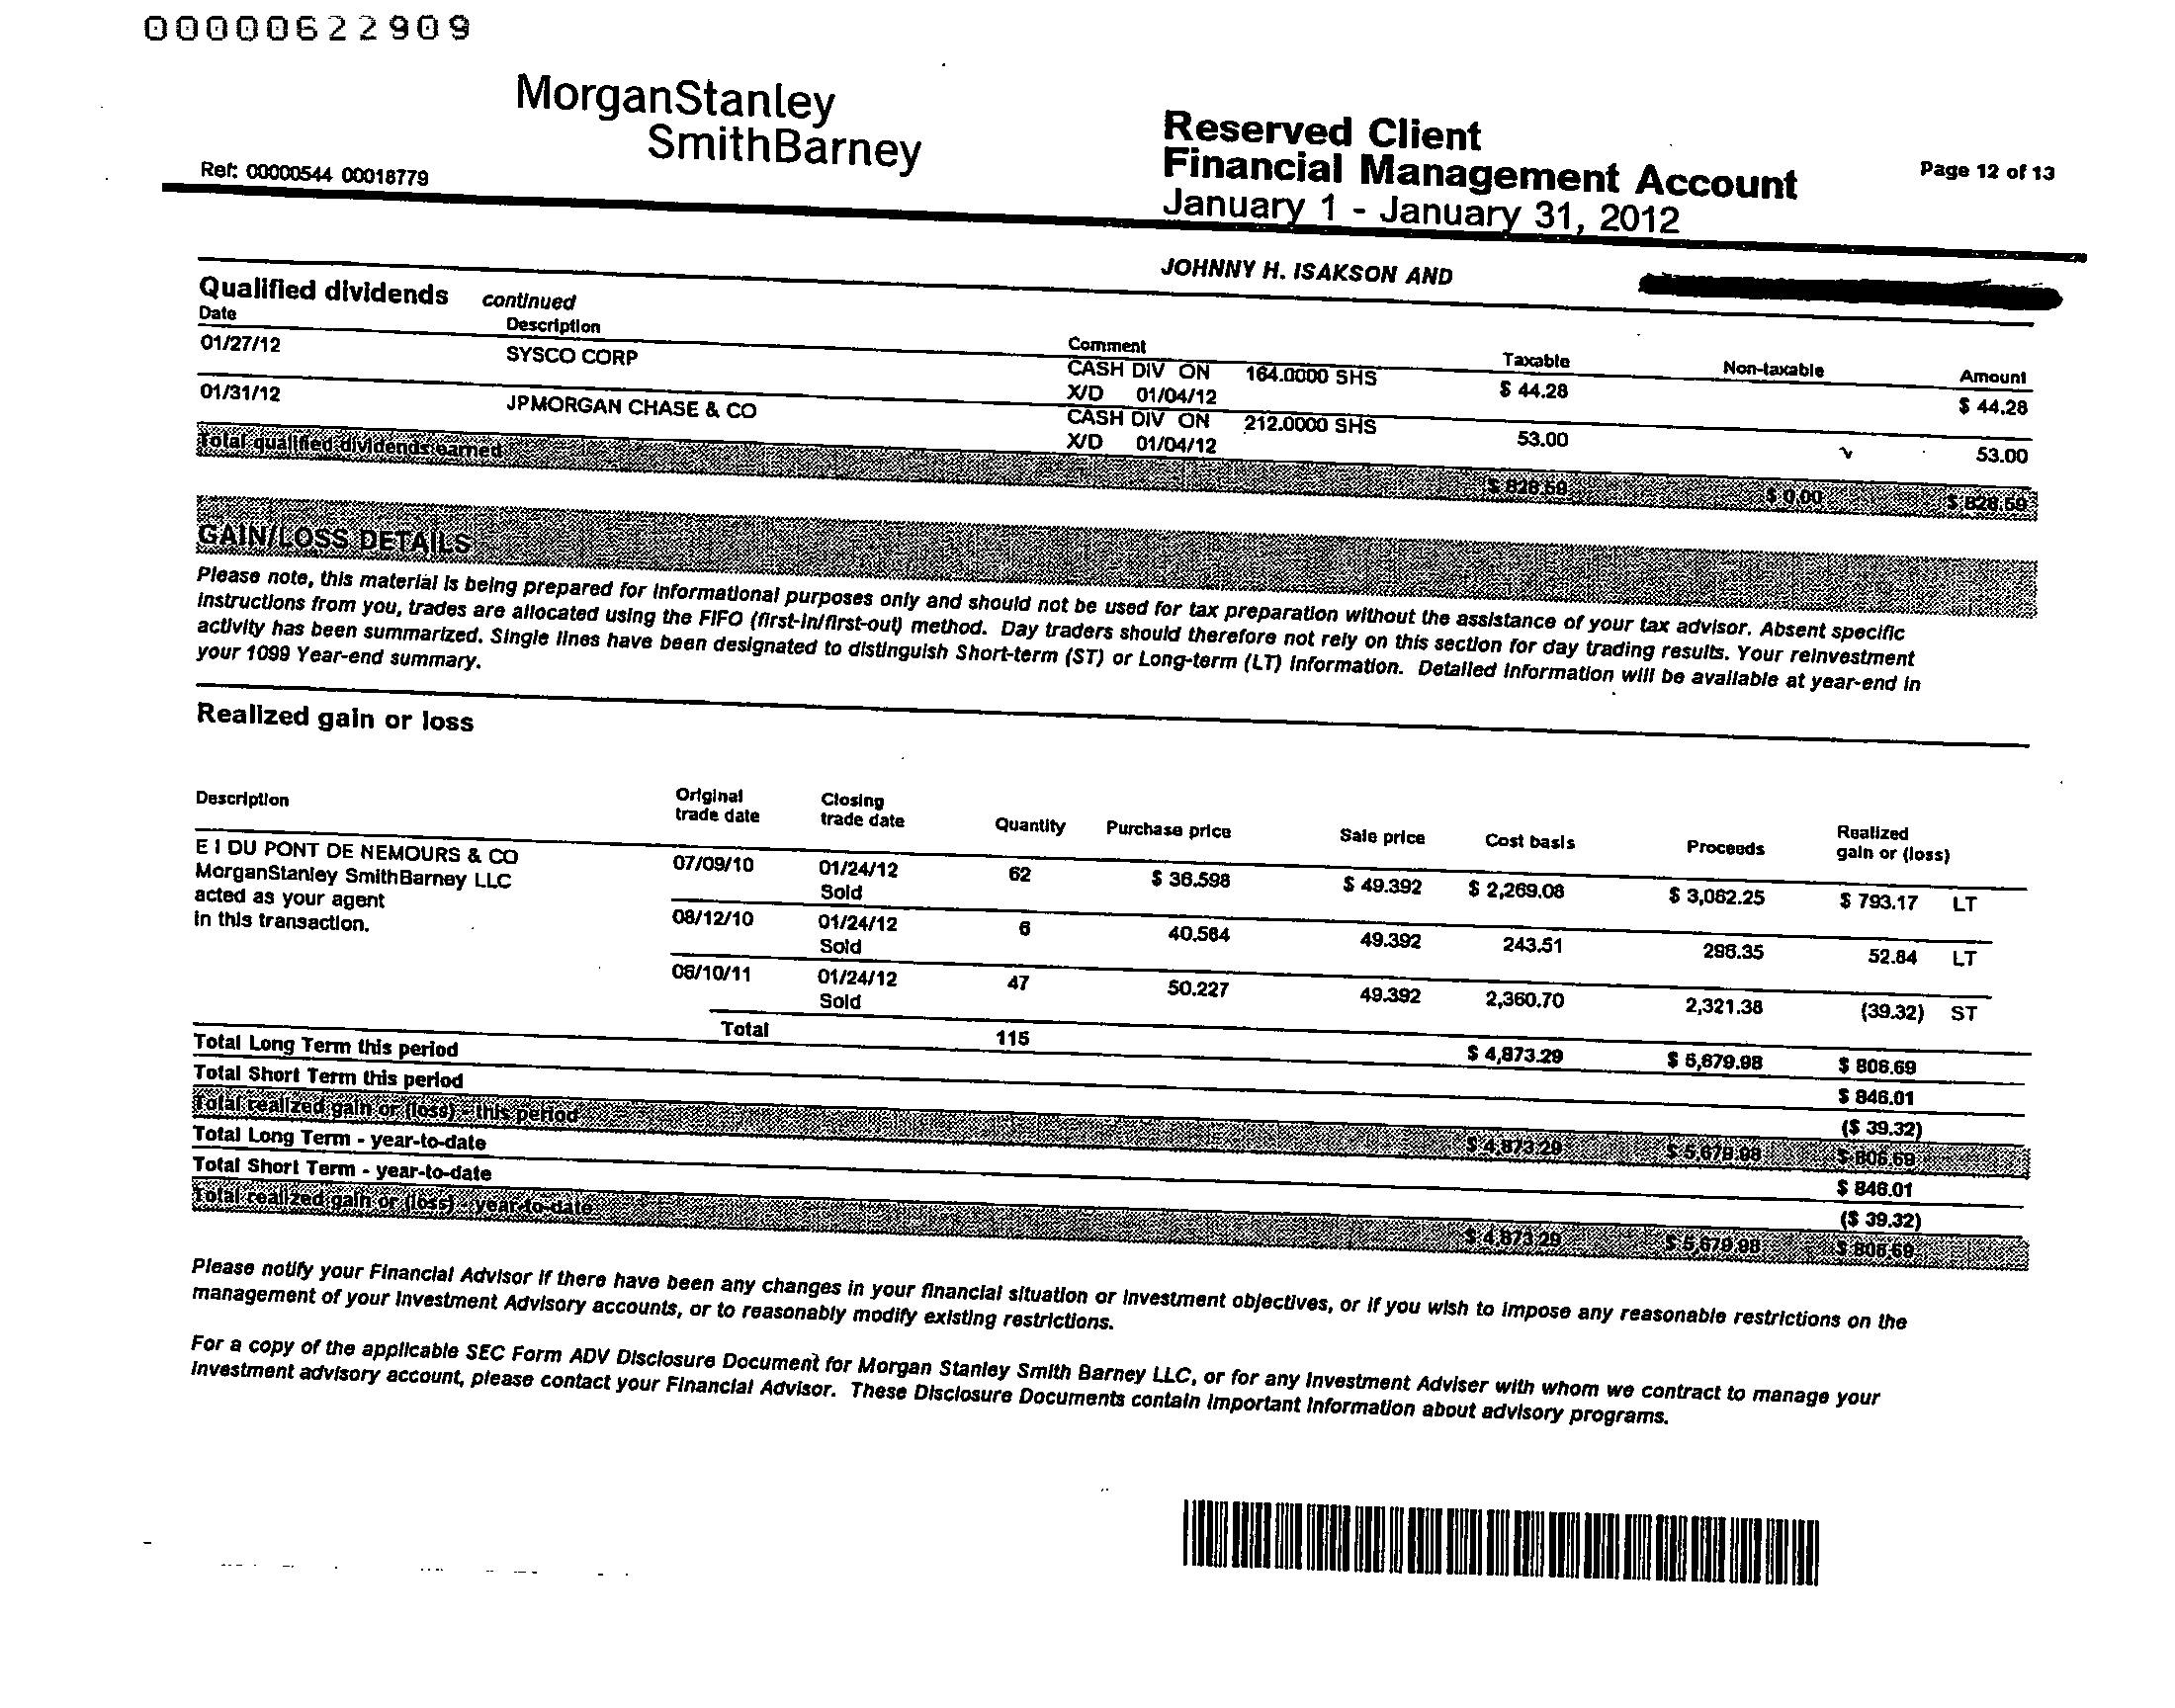 00000622909
MorganStanley
SmithBarney
Ref: 00000544 00018779
Reserved Client
Financial Management Account
January 1 - January 31, 2012
Page 12 of 13
JOHNNY H. ISAKSON AND
Qualified dividends continued
Date Description Comment Taxable Non-taxable Amount
01/27/12 SYSCO CORP CASH DIV ON 164.0000 SHS $ 44.28 $ 44.28
X/D 01/04/12
01/31/12 JPMORGAN CHASE & CO CASH DIV ON 212.0000 SHS 53.00 53.00
X/D 01/04/12
Total qualified dividends earned $ 828.59 $ 0.00 $ 828.59
GAIN/LOSS DETAILS
Please note, this material is being prepared for informational purposes only and should not be used for tax preparation without the assistance of your tax advisor. Absent specific
instructions from you, trades are allocated using the FIFO (first-in/first-out) method. Day traders should therefore not rely on this section for day trading results. Your reinvestment
activity has been summarized. Single lines have been designated to distinguish Short-term (ST) or Long-term (LT) information. Detailed information will be available at year-end in
your 1099 Year-end summary.
Realized gain or loss
Description Original trade date Closing trade date Quantity Purchase price Sale price Cost basis Proceeds Realized gain or (loss)
E I DU PONT DE NEMOURS & CO 07/09/10 01/24/12 62 $ 36.598 $ 49.392 $ 2,269.08 $ 3,062.25 $ 793.17 LT
MorganStanley SmithBarney LLC Sold
acted as your agent 08/12/10 01/24/12 6 40.584 49.392 243.51 296.35 52.84 LT
in this transaction. Sold
06/10/11 01/24/12 47 50.227 49.392 2,360.70 2,321.38 (39.32) ST
Sold
Total 115 $ 4,873.29 $ 5,679.98 $ 806.69
Total Long Term this period $ 846.01
Total Short Term this period ($ 39.32)
Total realized gain or (loss) - this period $ 4,873.29 $ 5,679.98 $ 806.69
Total Long Term - year-to-date $ 846.01
Total Short Term - year-to-date ($ 39.32)
Total realized gain or (loss) - year-to-date $ 4,873.29 $ 5,679.98 $ 806.69
Please notify your Financial Advisor if there have been any changes in your financial situation or investment objectives, or if you wish to impose any reasonable restrictions on the
management of your Investment Advisory accounts, or to reasonably modify existing restrictions.
For a copy of the applicable SEC Form ADV Disclosure Document for Morgan Stanley Smith Barney LLC, or for any Investment Adviser with whom we contract to manage your
investment advisory account, please contact your Financial Advisor. These Disclosure Documents contain important information about advisory programs.